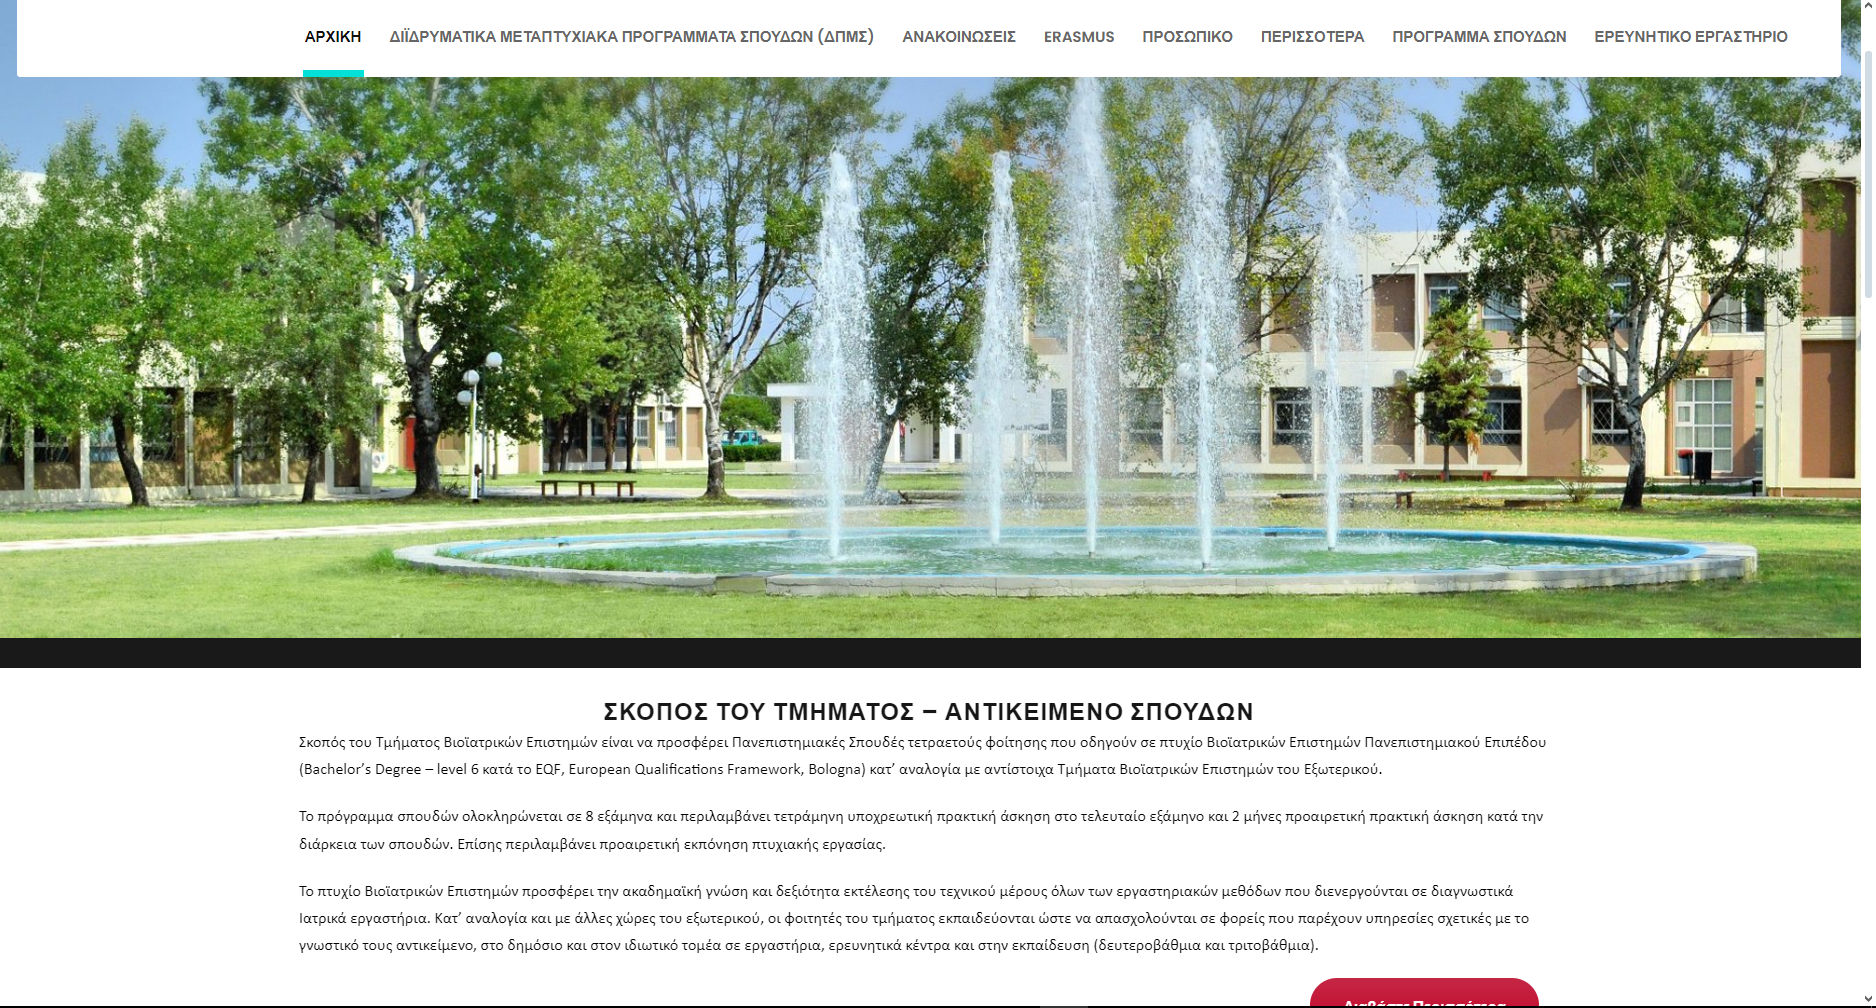 ΑΡΧΙΚΗ ΔΙΪΔΡΥΜΑΤΙΚΑ ΜΕΤΑΠΤΥΧΙΑΚΑ ΠΡΟΓΡΑΜΜΑΤΑ ΣΠΟΥΔΩΝ (ΔΠΜΣ) ΑΝΑΚΟΙΝΩΣΕΙΣ ERASMUS ΠΡΟΣΩΠΙΚΟ ΠΕΡΙΣΣΟΤΕΡΑ ΠΡΟΓΡΑΜΜΑ ΣΠΟΥΔΩΝ ΕΡΕΥΝΗΤΙΚΟ ΕΡΓΑΣΤΗΡΙΟ
ΣΚΟΠΟΣ ΤΟΥ ΤΜΗΜΑΤΟΣ – ΑΝΤΙΚΕΙΜΕΝΟ ΣΠΟΥΔΩΝ
Σκοπός του Τμήματος Βιοϊατρικών Επιστημών είναι να προσφέρει Πανεπιστημιακές Σπουδές τετραετούς φοίτησης που οδηγούν σε πτυχίο Βιοϊατρικών Επιστημών Πανεπιστημιακού Επιπέδου
(Bachelor’s Degree – level 6 κατά το EQF, European Qualifications Framework, Bologna) κατ’ αναλογία με αντίστοιχα Τμήματα Βιοϊατρικών Επιστημών του Εξωτερικού.
Το πρόγραμμα σπουδών ολοκληρώνεται σε 8 εξάμηνα και περιλαμβάνει τετράμηνη υποχρεωτική πρακτική άσκηση στο τελευταίο εξάμηνο και 2 μήνες προαιρετική πρακτική άσκηση κατά την
διάρκεια των σπουδών. Επίσης περιλαμβάνει προαιρετική εκπόνηση πτυχιακής εργασίας.
Το πτυχίο Βιοϊατρικών Επιστημών προσφέρει την ακαδημαϊκή γνώση και δεξιότητα εκτέλεσης του τεχνικού μέρους όλων των εργαστηριακών μεθόδων που διενεργούνται σε διαγνωστικά
Ιατρικά εργαστήρια. Κατ’ αναλογία και με άλλες χώρες του εξωτερικού, οι φοιτητές του τμήματος εκπαιδεύονται ώστε να απασχολούνται σε φορείς που παρέχουν υπηρεσίες σχετικές με το
γνωστικό τους αντικείμενο, στο δημόσιο και στον ιδιωτικό τομέα σε εργαστήρια, ερευνητικά κέντρα και στην εκπαίδευση (δευτεροβάθμια και τριτοβάθμια).
Διαβάστε Περισσότερα